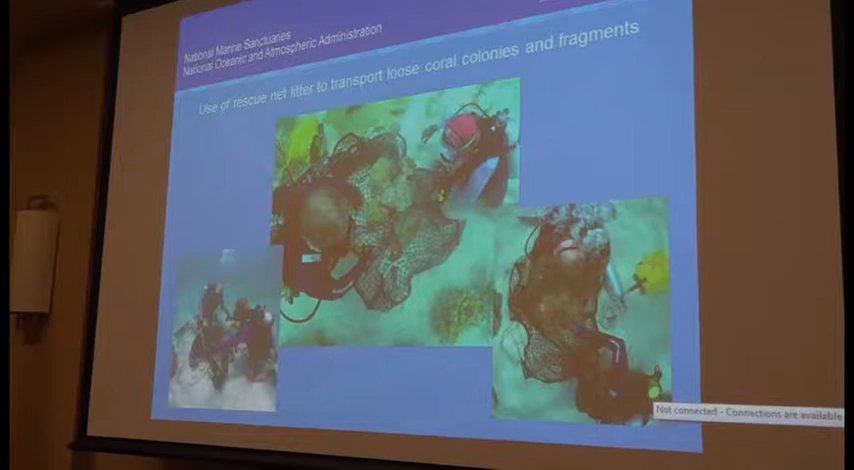 National Marine Sanctuaries
National Oceanic and Atmospheric Administration
Use of rescue net litter to transport loose coral colonies and fragments
Not connected - Connections are available